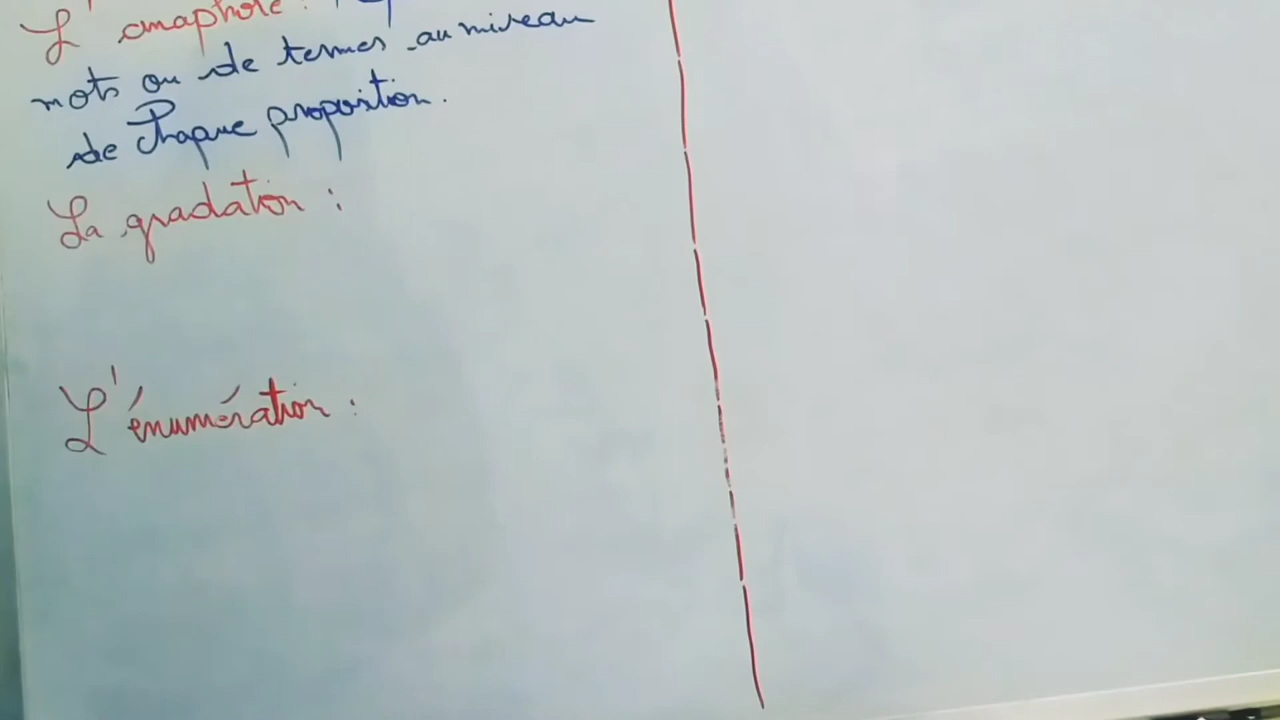 L'anaphore :
mots ou de termes au niveau
de chaque proposition.
La gradation :
L'énumération :